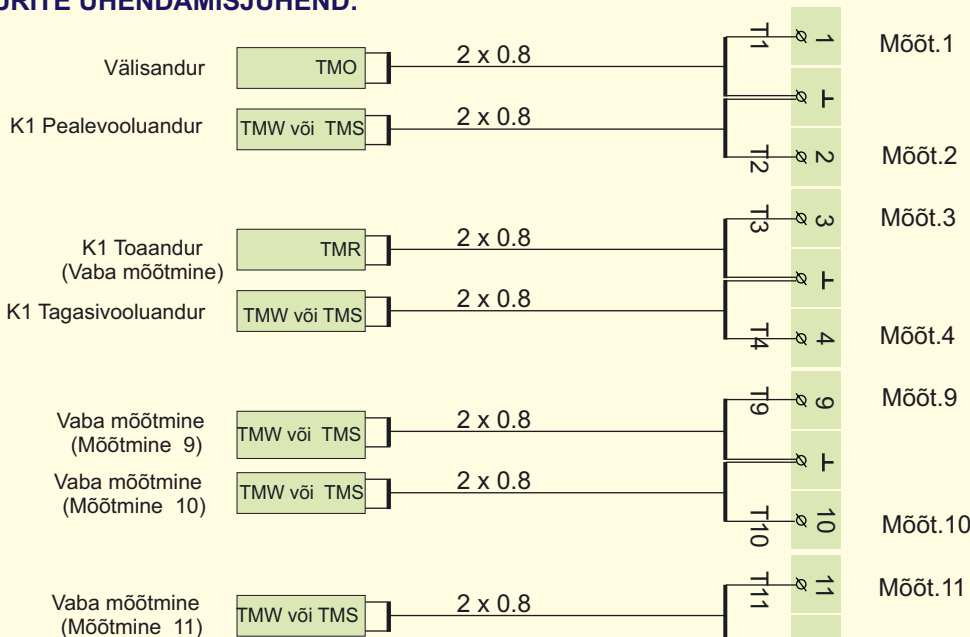 ÜHENDAMISJUHEND:
Välisandur TMO 2 x 0.8 T1 1 Mõõt.1
K1 Pealevooluandur TMW või TMS 2 x 0.8 T2 2 Mõõt.2
K1 Toaandur TMR 2 x 0.8 T3 3 Mõõt.3
(Vaba mõõtmine)
K1 Tagasivooluandur TMW või TMS 2 x 0.8 T4 4 Mõõt.4
Vaba mõõtmine TMW või TMS 2 x 0.8 T9 9 Mõõt.9
(Mõõtmine 9)
Vaba mõõtmine TMW või TMS 2 x 0.8 T10 10 Mõõt.10
(Mõõtmine 10)
Vaba mõõtmine TMW või TMS 2 x 0.8 T11 11 Mõõt.11
(Mõõtmine 11)